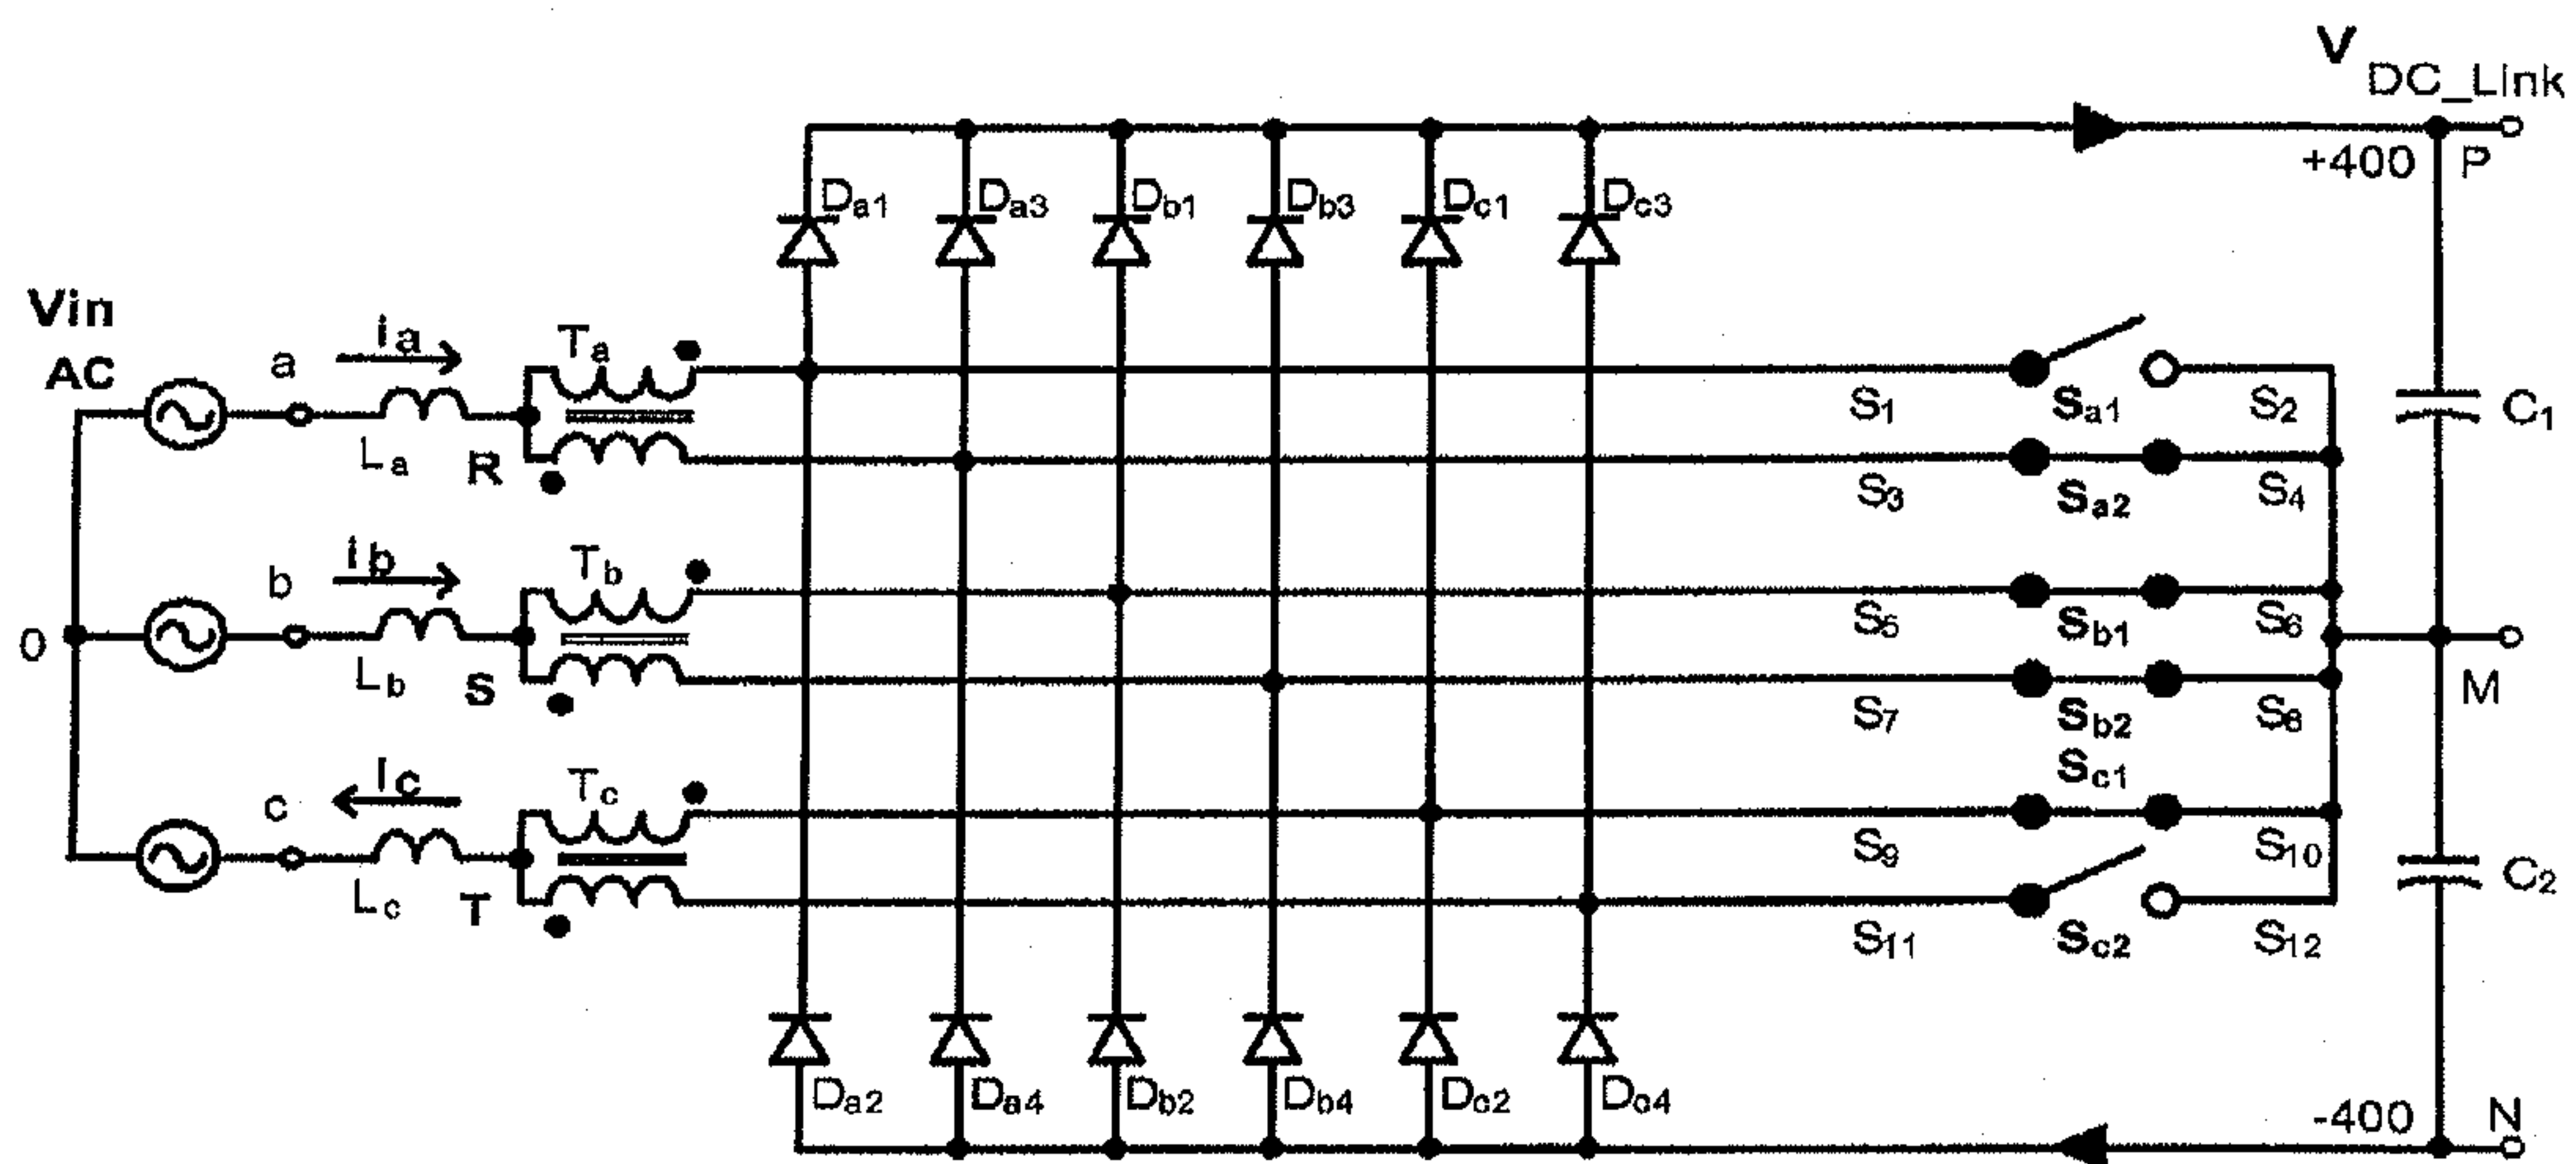 V
DC_Link
+400 P
Da1 Da3 Db1 Db3 Dc1 Dc3
Vin
AC
a
ia
Ta
La
R
S1 Sa1 S2
C1
S3 Sa2 S4
b
ib
Tb
0
Lb
S
S5 Sb1 S6
M
S7 Sb2 S8
Sc1
c
Ic
Tc
Lc
T
S9 S10
C2
S11 Sc2 S12
Da2 Da4 Db2 Db4 Dc2 Dc4
-400 N